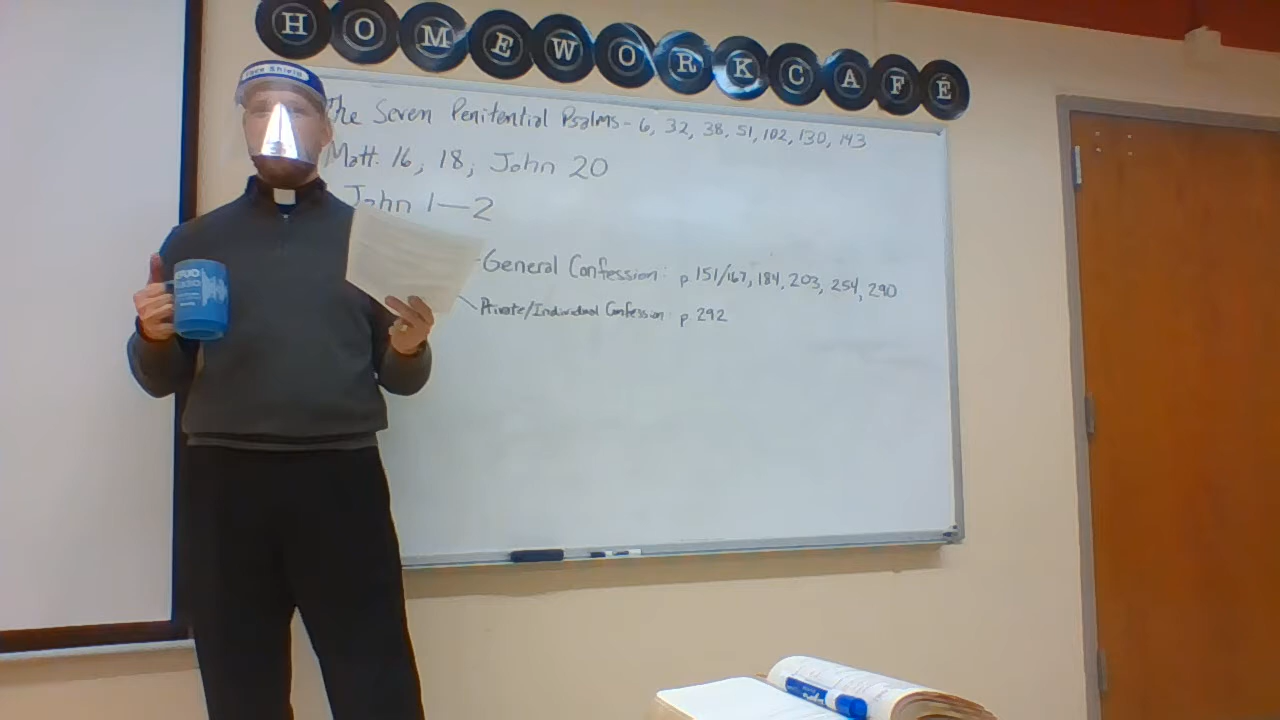 HOMEWORKCAFÉ
Face Shield
The Seven Penitential Psalms - 6, 32, 38, 51, 102, 130, 143
Matt. 16, 18; John 20
John 1—2
General Confession: p. 151/167, 184, 203, 254, 290
Private/Individual Confession: p. 292